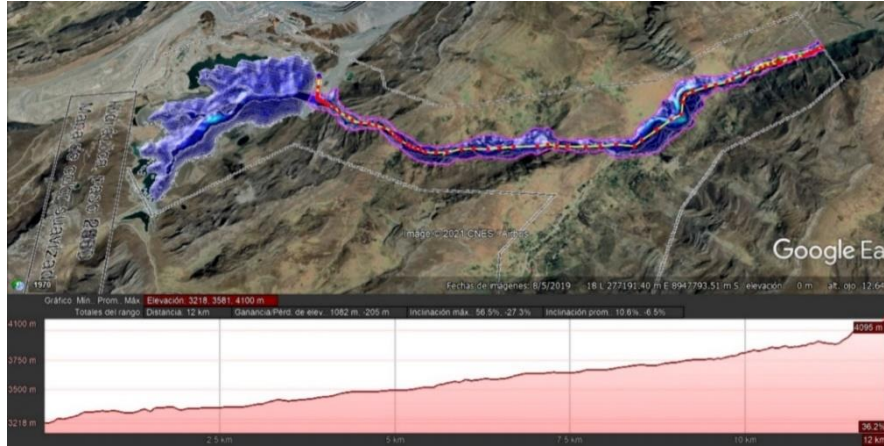 Image © 2021 CNES / Airbus
Google Ea
1970
Fechas de imágenes: 8/5/2019 18 L 277191.40 m E 8947793.51 m S elevación 0 m alt. ojo 12.64
Gráfico Mín., Prom., Máx. Elevación: 3218, 3581, 4100 m
Totales del rango: Distancia: 12 km Ganancia/Pérd. de elev.: 1082 m, -205 m Inclinación máx.: 56.5%, -27.3% Inclinación prom.: 10.6%, -6.5%
4100 m
4095 m
3750 m
3500 m
3218 m
36.2%
2.5 km 5 km 7.5 km 10 km 12 km